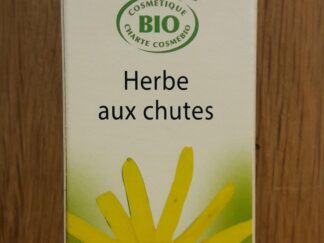 COSMÉTIQUE
BIO
CHARTE COSMEBIO
Herbe
aux chutes